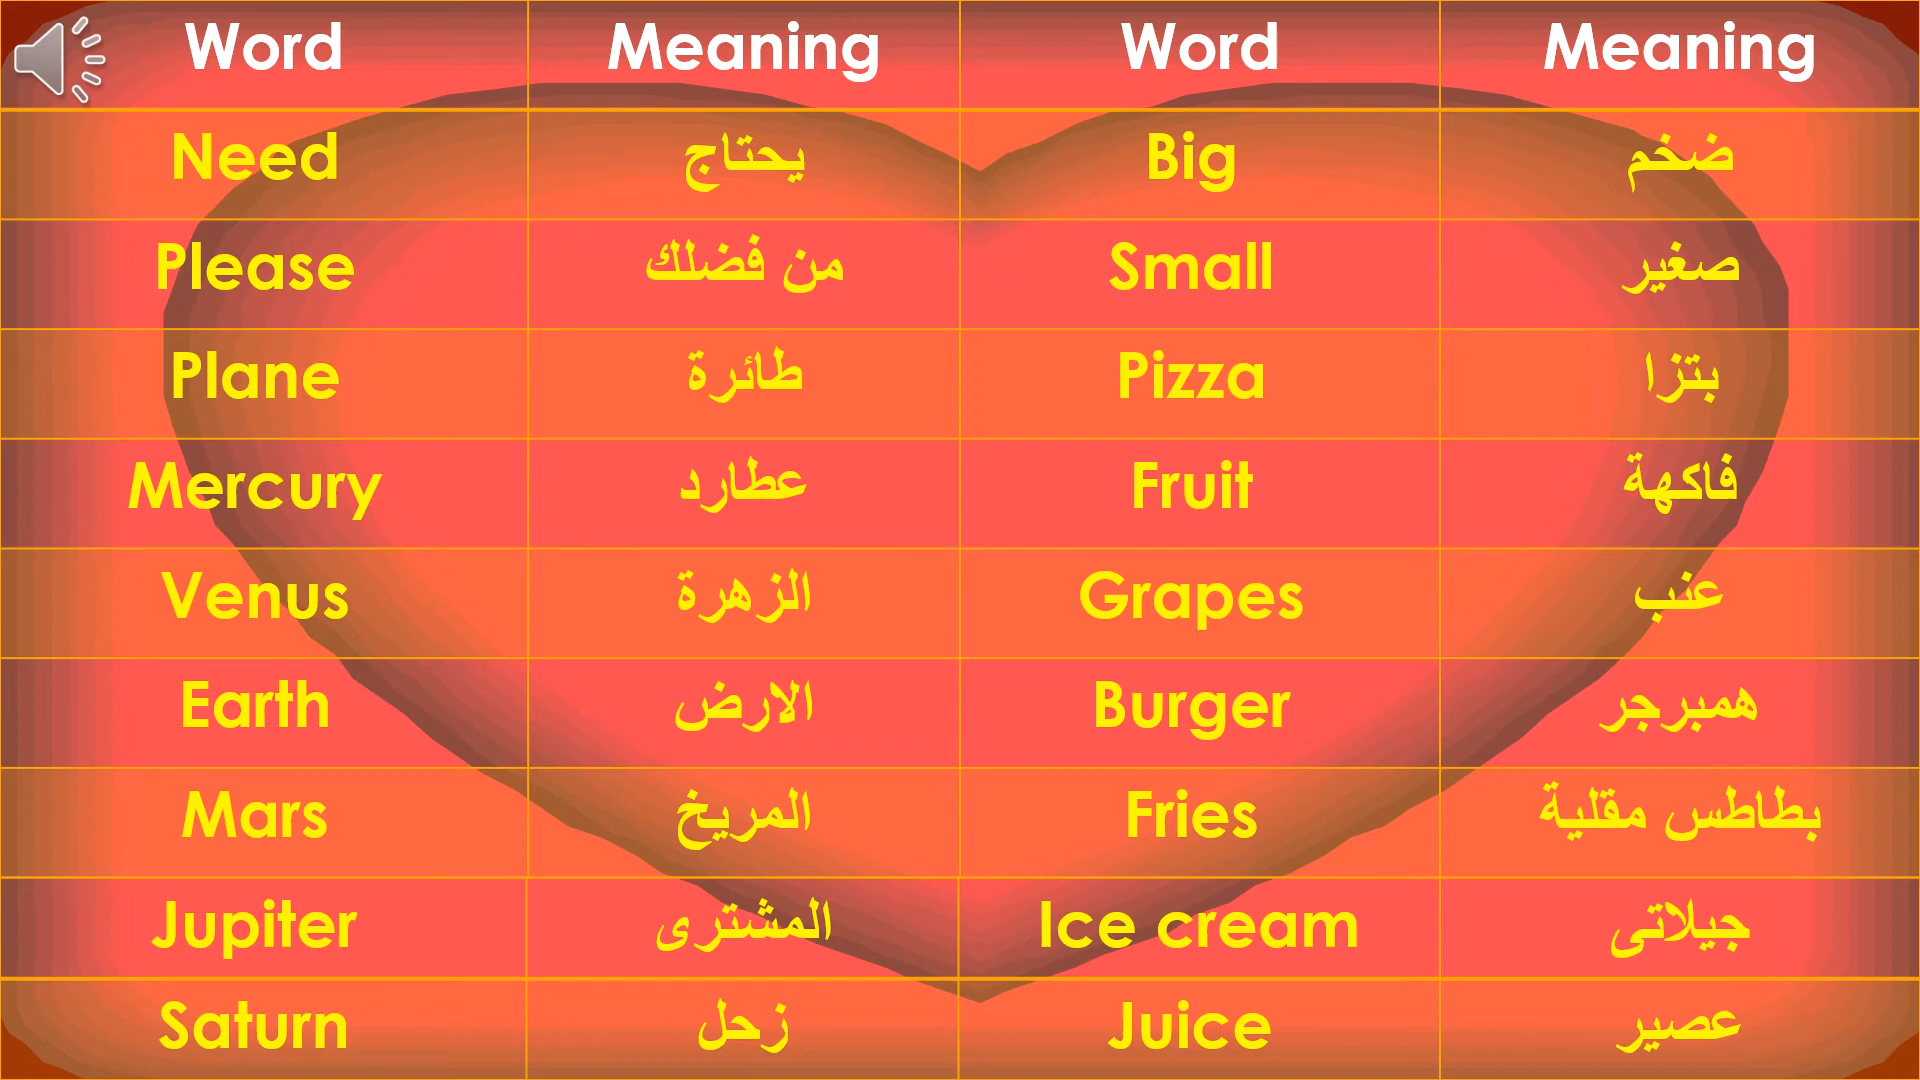 Word Meaning Word Meaning
Need يحتاج Big ضخم
Please من فضلك Small صغير
Plane طائرة Pizza بتزا
Mercury عطارد Fruit فاكهة
Venus الزهرة Grapes عنب
Earth الارض Burger همبرجر
Mars المريخ Fries بطاطس مقلية
Jupiter المشترى Ice cream جيلاتى
Saturn زحل Juice عصير